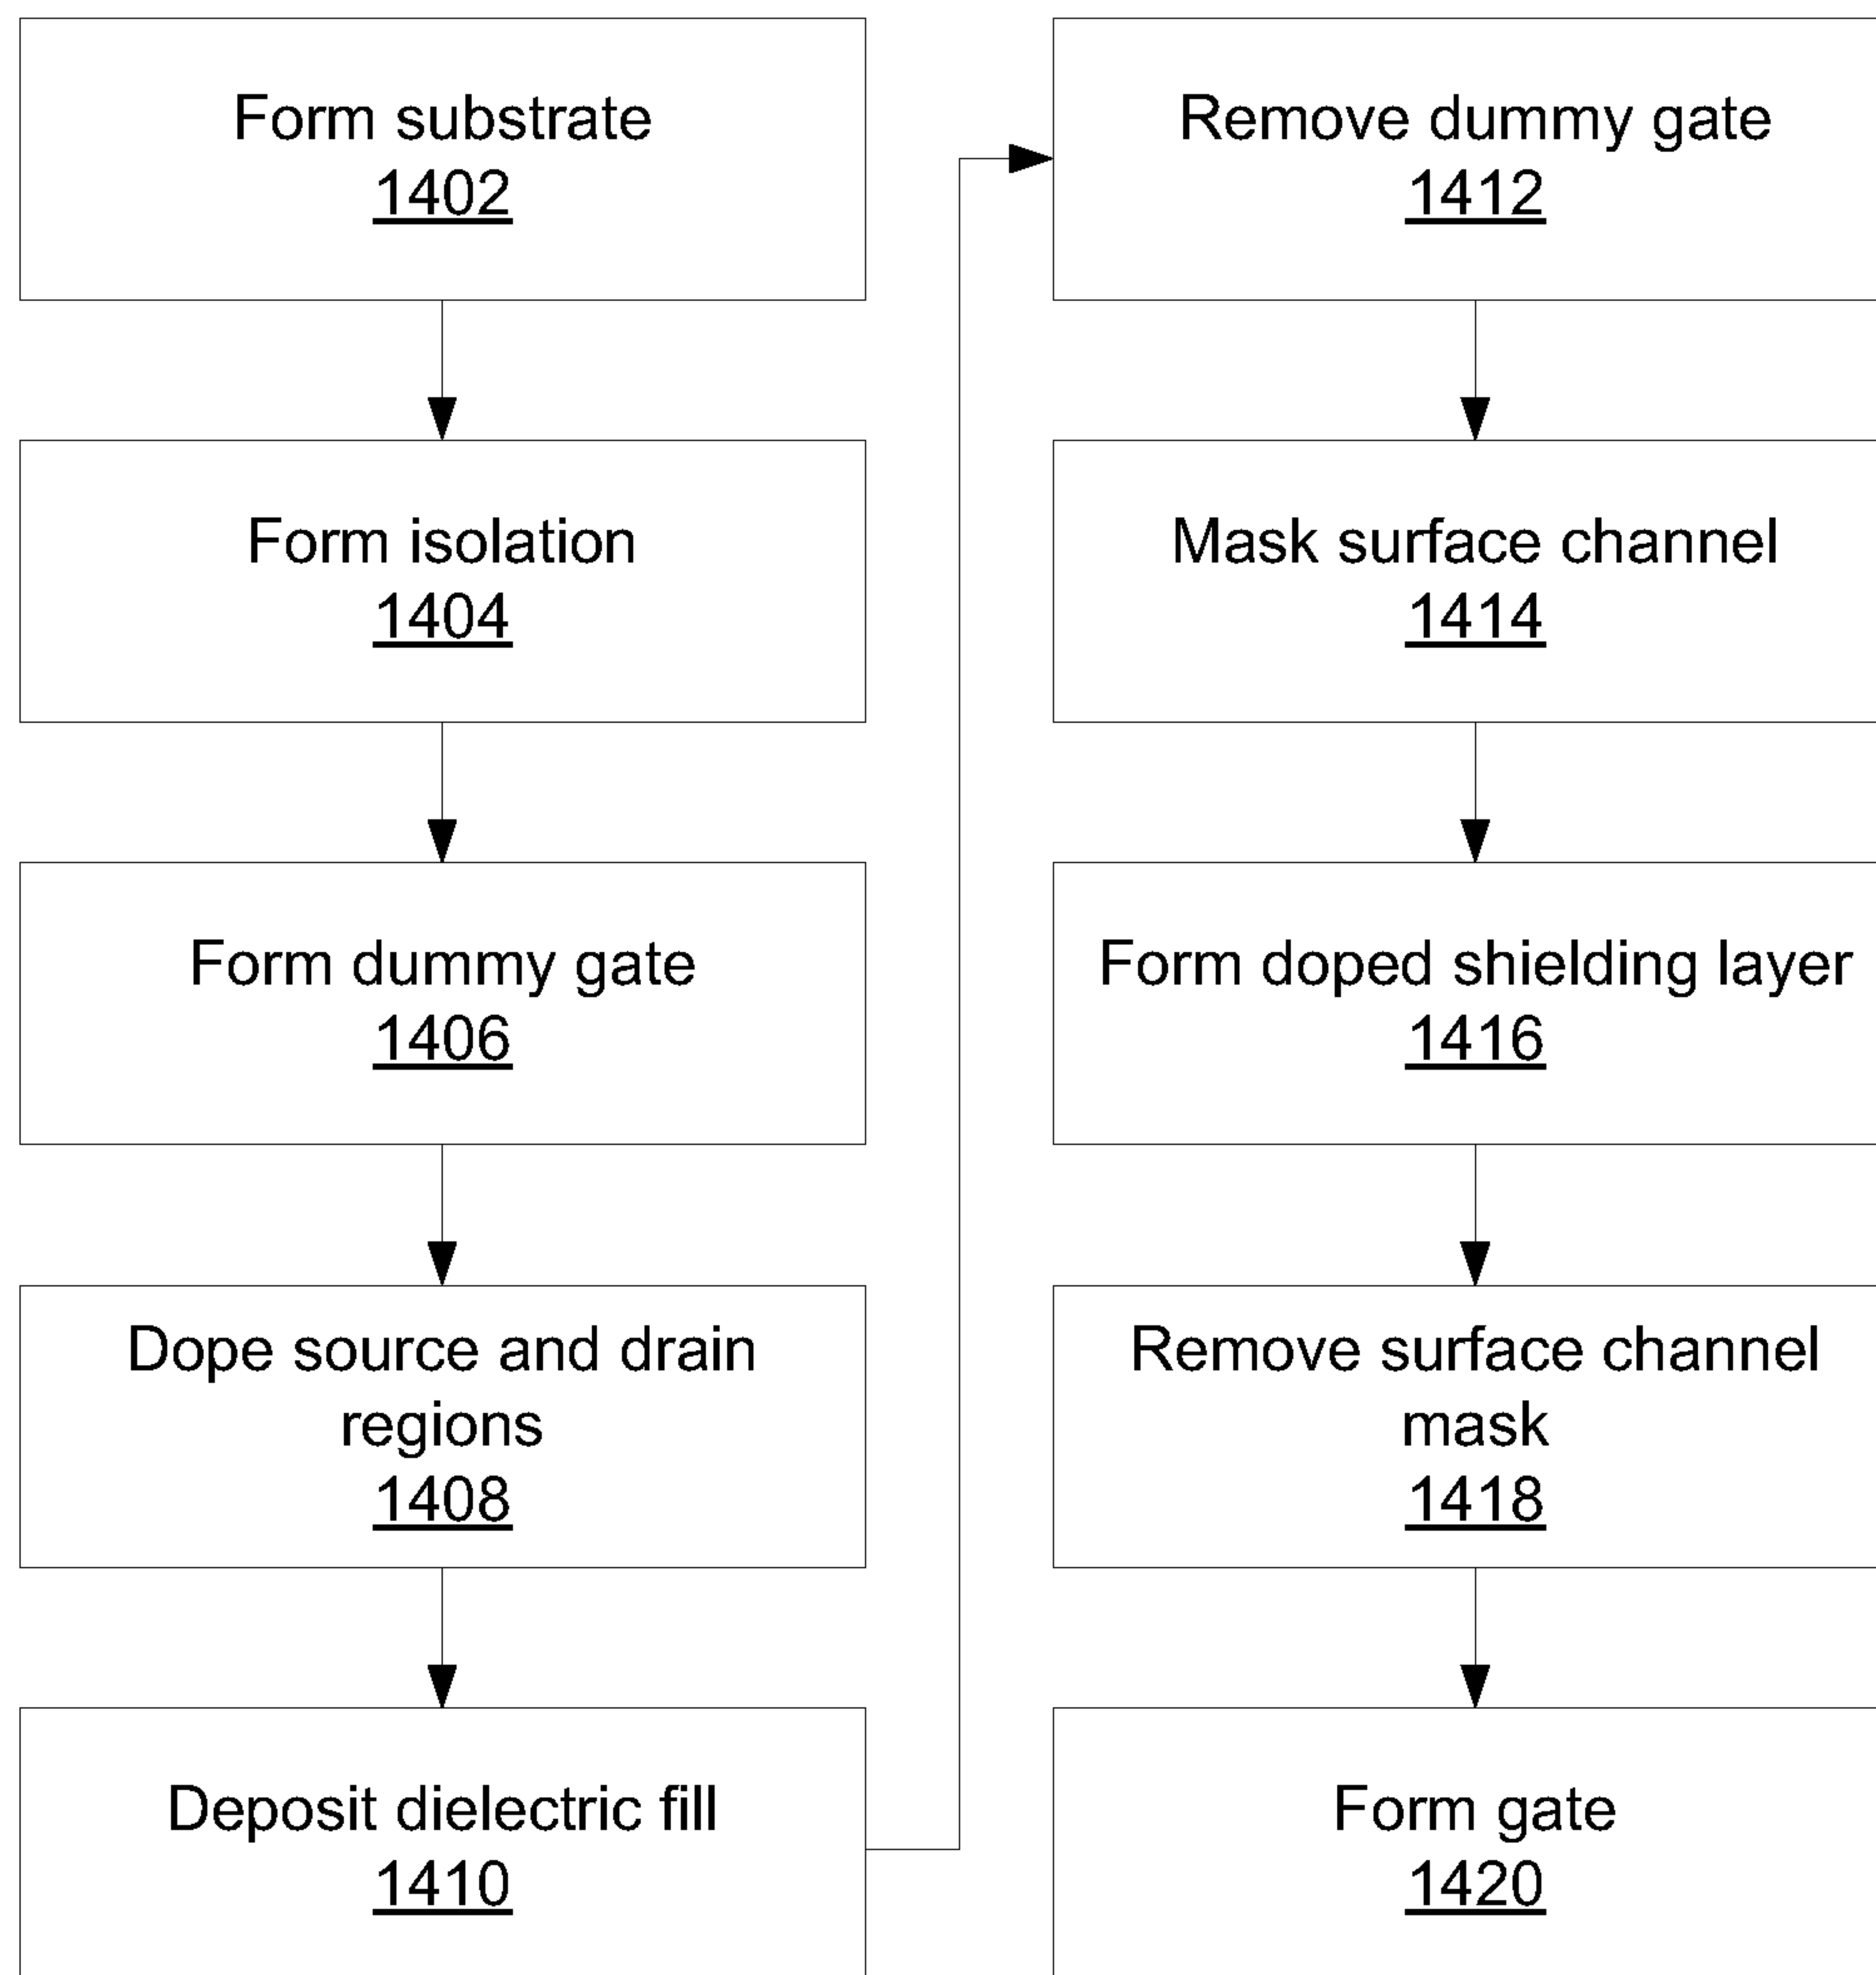 Form substrate
1402
Form isolation
1404
Form dummy gate
1406
Dope source and drain
regions
1408
Deposit dielectric fill
1410
Remove dummy gate
1412
Mask surface channel
1414
Form doped shielding layer
1416
Remove surface channel
mask
1418
Form gate
1420